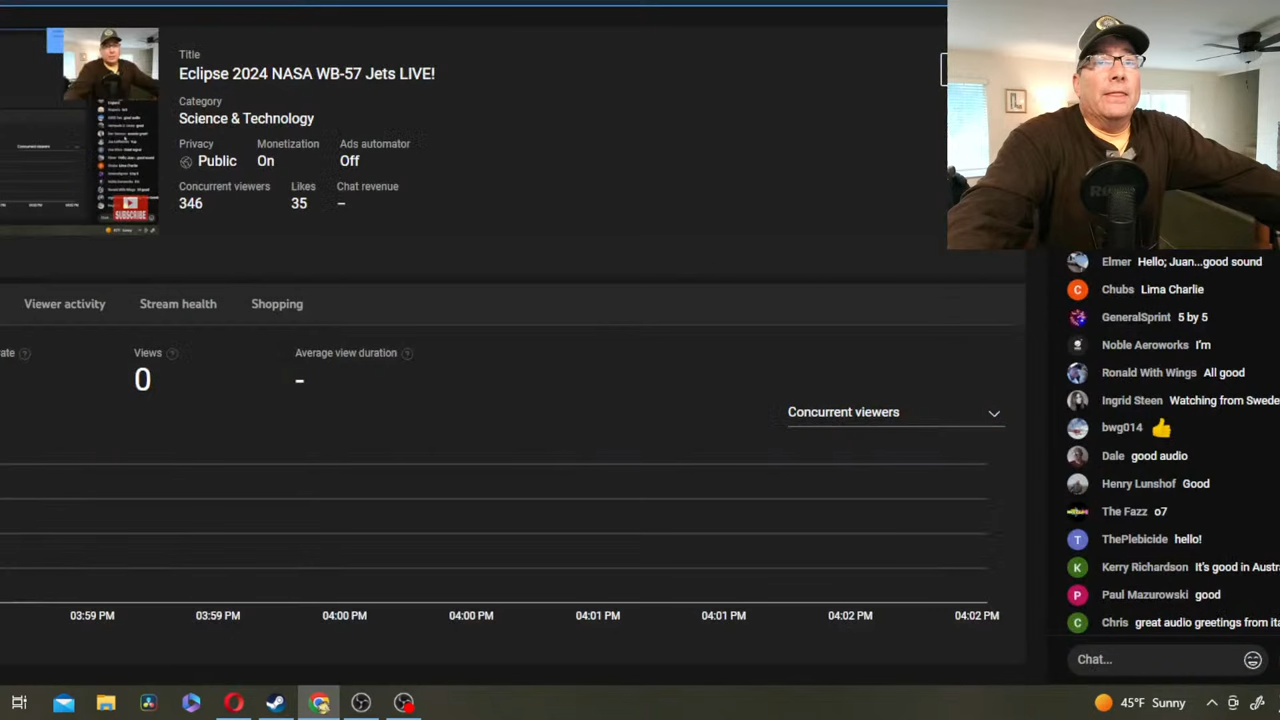 Title
Eclipse 2024 NASA WB-57 Jets LIVE!
Category
Science & Technology
Privacy Monetization Ads automator
Public On Off
Concurrent viewers Likes Chat revenue
346 35 –
SUBSCRIBE
45°F Sunny
Viewer activity Stream health Shopping
ate Views Average view duration
0 -
Concurrent viewers
03:59 PM 03:59 PM 04:00 PM 04:00 PM 04:01 PM 04:01 PM 04:02 PM 04:02 PM
Elmer Hello; Juan...good sound
Chubs Lima Charlie
GeneralSprint 5 by 5
Noble Aeroworks I'm
Ronald With Wings All good
Ingrid Steen Watching from Swede
bwg014 👍
Dale good audio
Henry Lunshof Good
The Fazz o7
T ThePlebicide hello!
K Kerry Richardson It's good in Austra
P Paul Mazurowski good
C Chris great audio greetings from ita
Chat...
45°F Sunny